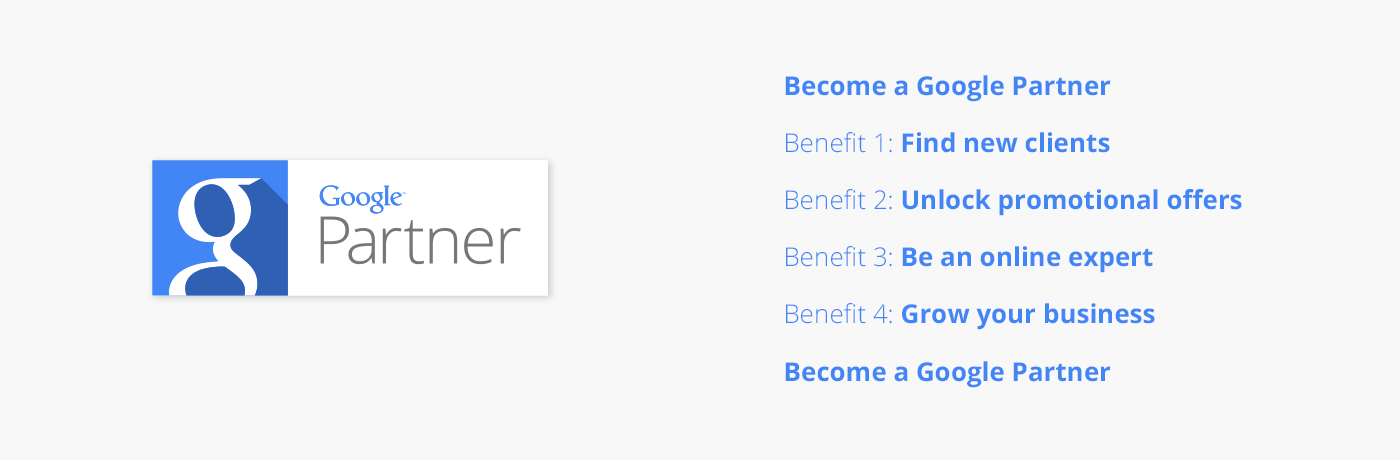 Google
Partner
Become a Google Partner
Benefit 1: Find new clients
Benefit 2: Unlock promotional offers
Benefit 3: Be an online expert
Benefit 4: Grow your business
Become a Google Partner